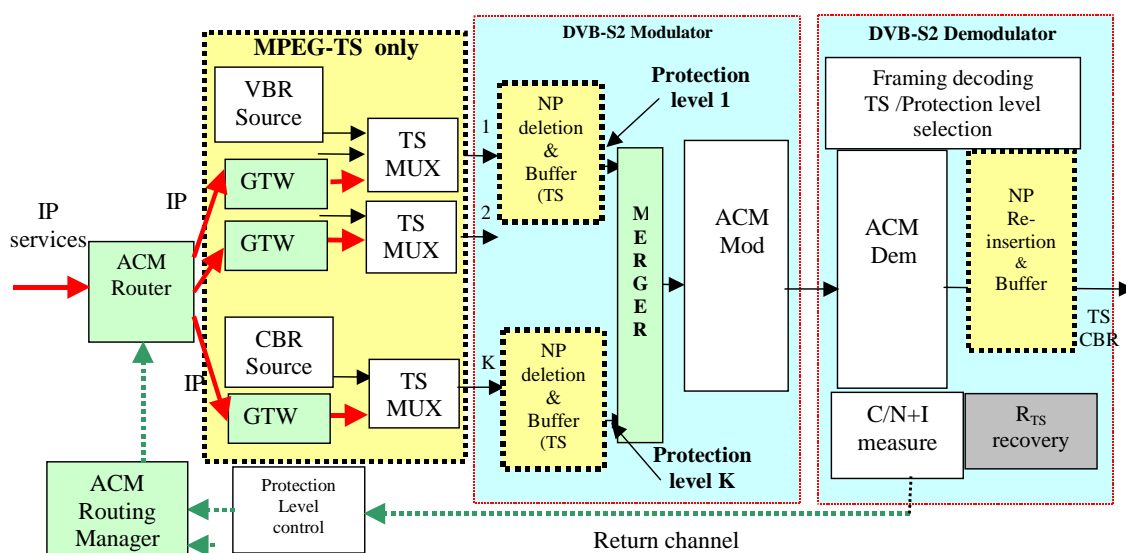 MPEG-TS only
DVB-S2 Modulator
DVB-S2 Demodulator
VBR
Source
TS
MUX
GTW
GTW
TS
MUX
CBR
Source
TS
MUX
GTW
IP
services
IP
IP
ACM
Router
ACM
Routing
Manager
Protection
Level
control
1
2
K
NP
deletion
&
Buffer
(TS
Protection
level 1
NP
deletion
&
Buffer
(TS
Protection
level K
M
E
R
G
E
R
ACM
Mod
Framing decoding
TS /Protection level
selection
ACM
Dem
NP
Re-
insertion
&
Buffer
TS
CBR
C/N+I
measure
RTS
recovery
Return channel